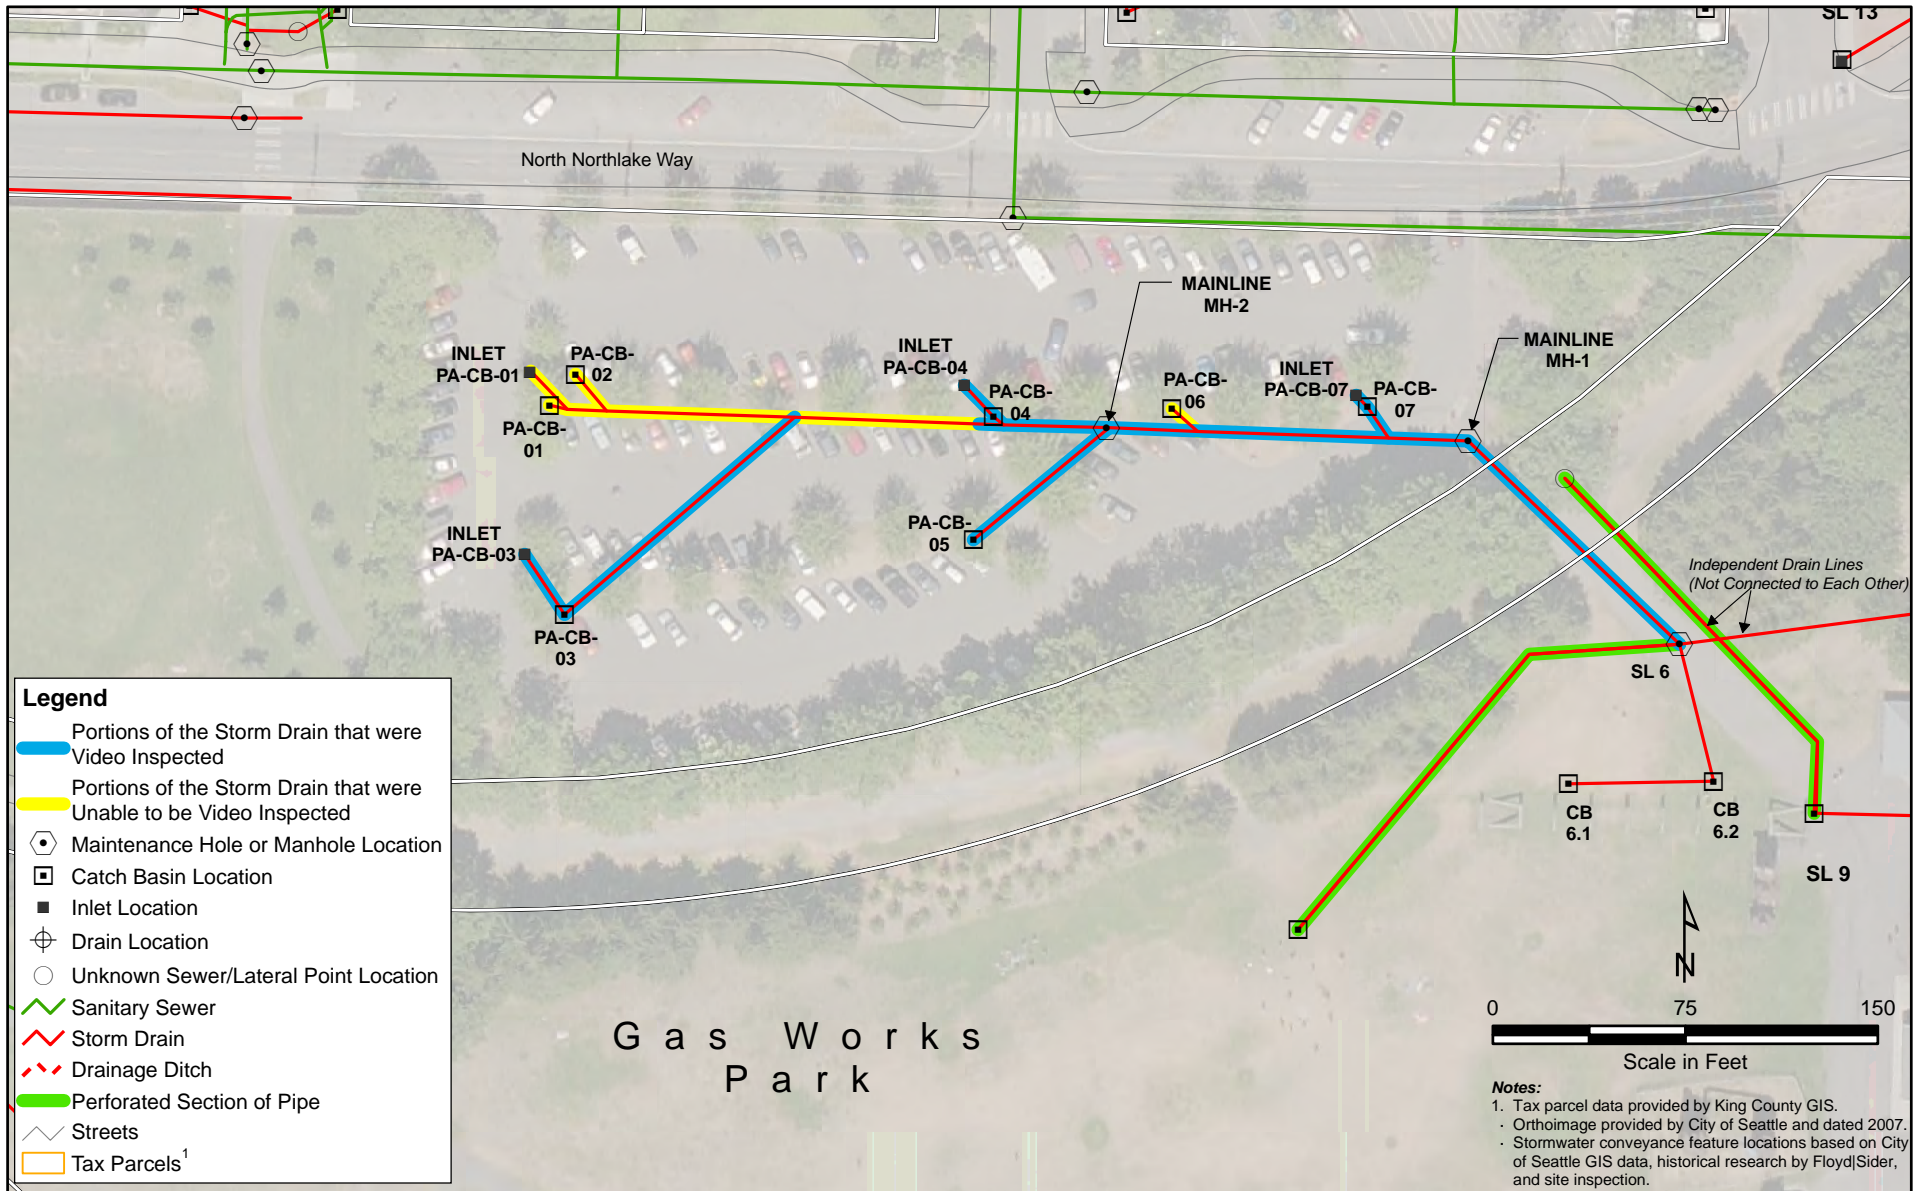 SL 13
North Northlake Way
MAINLINE
MH-2
MAINLINE
MH-1
INLET
PA-CB-01
PA-CB-
02
INLET
PA-CB-04
PA-CB-
04
PA-CB-
06
INLET
PA-CB-07
PA-CB-
07
PA-CB-
01
PA-CB-
05
INLET
PA-CB-03
PA-CB-
03
Independent Drain Lines
(Not Connected to Each Other)
SL 6
CB
6.1
CB
6.2
SL 9
Gas Works
Park
Legend
Portions of the Storm Drain that were
Video Inspected
Portions of the Storm Drain that were
Unable to be Video Inspected
Maintenance Hole or Manhole Location
Catch Basin Location
Inlet Location
Drain Location
Unknown Sewer/Lateral Point Location
Sanitary Sewer
Storm Drain
Drainage Ditch
Perforated Section of Pipe
Streets
Tax Parcels1
N
0 75 150
Scale in Feet
Notes:
1. Tax parcel data provided by King County GIS.
· Orthoimage provided by City of Seattle and dated 2007.
· Stormwater conveyance feature locations based on City
of Seattle GIS data, historical research by Floyd|Sider,
and site inspection.